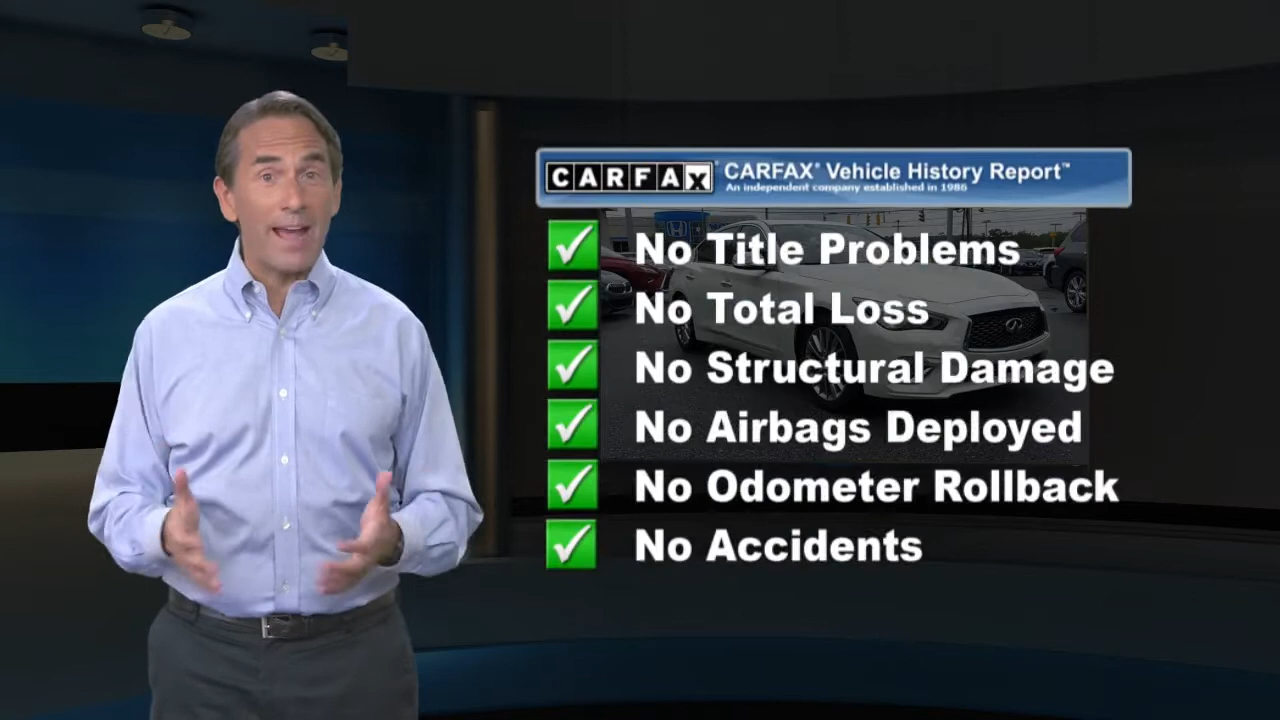 CARFAX
CARFAX® Vehicle History Report™
An independent company established in 1986
No Title Problems
No Total Loss
No Structural Damage
No Airbags Deployed
No Odometer Rollback
No Accidents